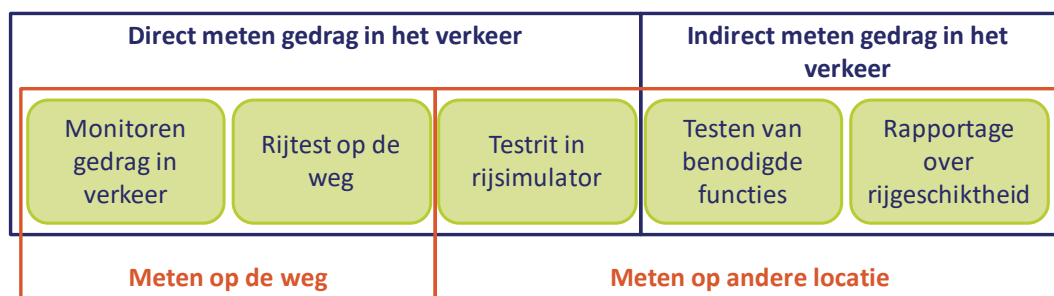 Direct meten gedrag in het verkeer
Indirect meten gedrag in het
verkeer
Monitoren
gedrag in
verkeer
Rijtest op de
weg
Testrit in
rijsimulator
Testen van
benodigde
functies
Rapportage
over
rijgeschiktheid
Meten op de weg
Meten op andere locatie